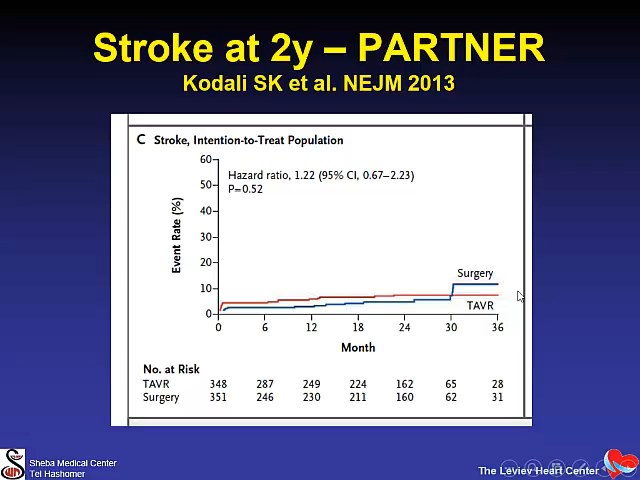 Stroke at 2y – PARTNER
Kodali SK et al. NEJM 2013
C Stroke, Intention-to-Treat Population
Hazard ratio, 1.22 (95% CI, 0.67–2.23)
P=0.52
Event Rate (%)
60
50
40
30
20
10
0
Surgery
TAVR
0 6 12 18 24 30 36
Month
No. at Risk
TAVR 348 287 249 224 162 65 28
Surgery 351 246 230 211 160 62 31
Sheba Medical Center
Tel Hashomer
The Leviev Heart Center